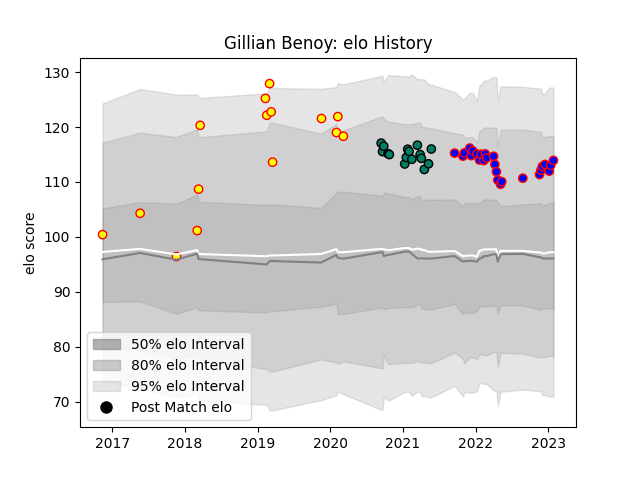 Gillian Benoy: elo History
elo score
130
120
110
100
90
80
70
50% elo Interval
80% elo Interval
95% elo Interval
Post Match elo
2017 2018 2019 2020 2021 2022 2023